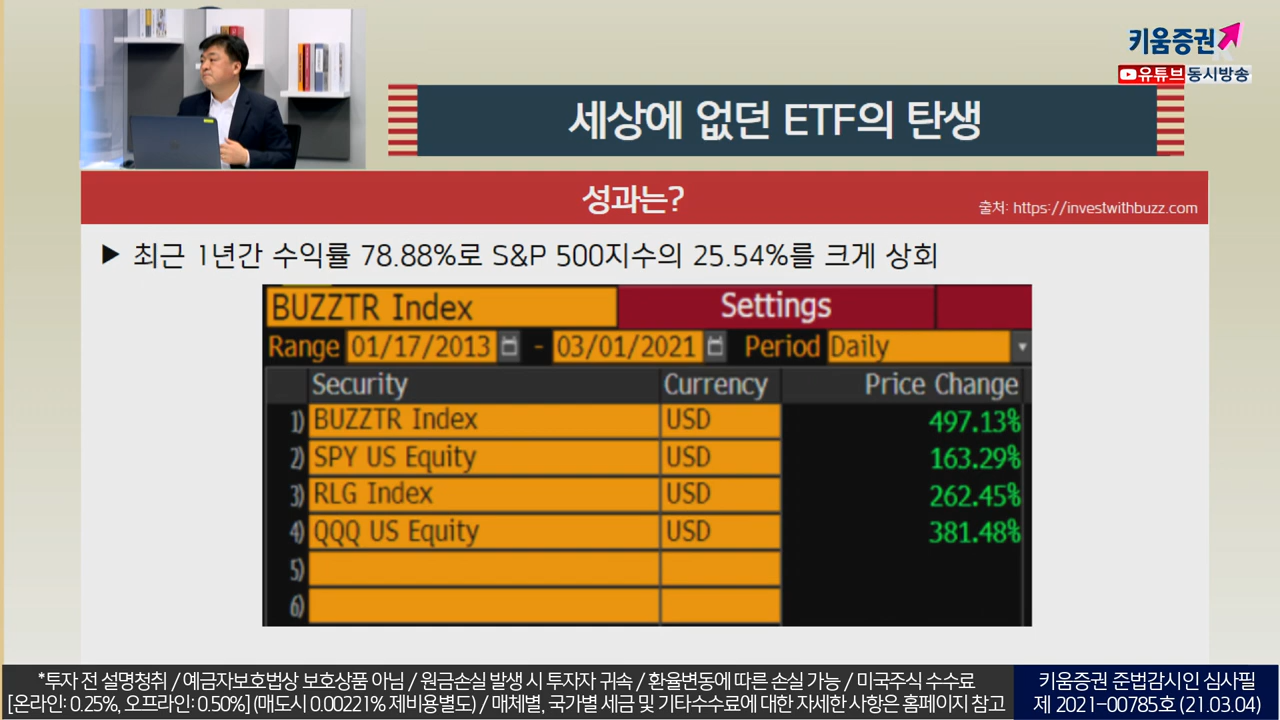 키움증권
유튜브 동시방송
세상에 없던 ETF의 탄생
성과는?
출처: https://investwithbuzz.com
▶ 최근 1년간 수익률 78.88%로 S&P 500지수의 25.54%를 크게 상회
BUZZTR Index Settings
Range 01/17/2013 - 03/01/2021 Period Daily
Security Currency Price Change
1) BUZZTR Index USD 497.13%
2) SPY US Equity USD 163.29%
3) RLG Index USD 262.45%
4) QQQ US Equity USD 381.48%
5)
6)
*투자 전 설명청취 / 예금자보호법상 보호상품 아님 / 원금손실 발생 시 투자자 귀속 / 환율변동에 따른 손실 가능 / 미국주식 수수료
[온라인: 0.25%, 오프라인: 0.50%] (매도시 0.00221% 제비용별도) / 매체별, 국가별 세금 및 기타수수료에 대한 자세한 사항은 홈페이지 참고
키움증권 준법감시인 심사필
제 2021-00785호 (21.03.04)